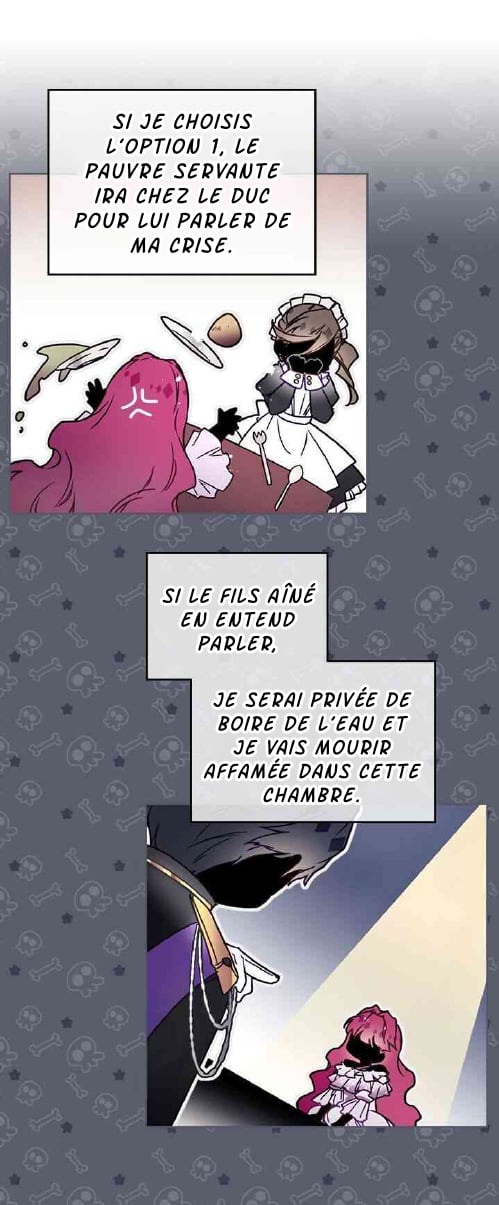 SI JE CHOISIS
L'OPTION 1, LE
PAUVRE SERVANTE
IRA CHEZ LE DUC
POUR LUI PARLER DE
MA CRISE.
SI LE FILS AÎNÉ
EN ENTEND
PARLER,
JE SERAI PRIVÉE DE
BOIRE DE L'EAU ET
JE VAIS MOURIR
AFFAMÉE DANS CETTE
CHAMBRE.